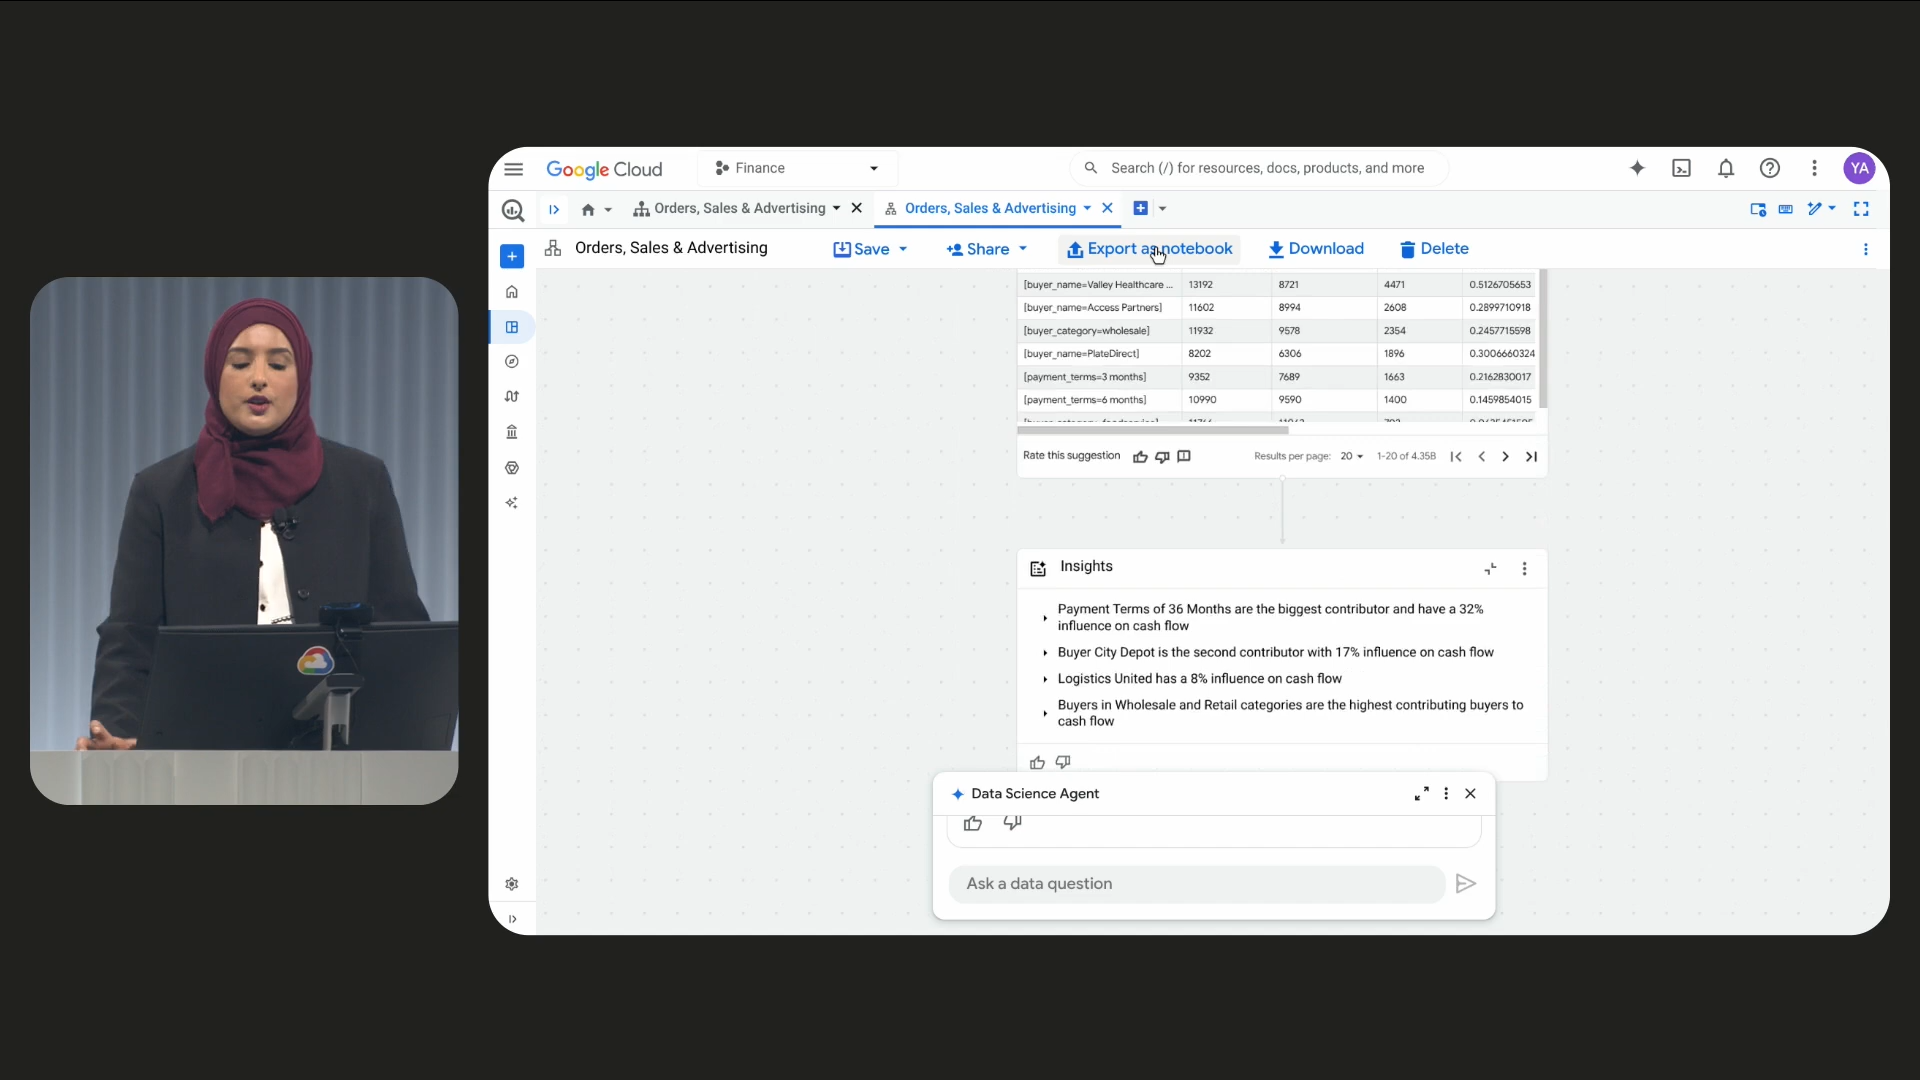 Google Cloud
Finance
Search (/) for resources, docs, products, and more
YA
Orders, Sales & Advertising
Orders, Sales & Advertising
Orders, Sales & Advertising
Save
Share
Export as notebook
Download
Delete
[buyer_name=Valley Healthcare ... 13192 8721 4471 0.5126705653
[buyer_name=Access Partners] 11602 8994 2608 0.2899710918
[buyer_category=wholesale] 11932 9578 2354 0.2457715598
[buyer_name=PlateDirect] 8202 6306 1896 0.3006660324
[payment_terms=3 months] 9352 7689 1663 0.2162830017
[payment_terms=6 months] 10990 9590 1400 0.1459854015
Rate this suggestion
Results per page: 20
1-20 of 4.35B
Insights
Payment Terms of 36 Months are the biggest contributor and have a 32%
influence on cash flow
Buyer City Depot is the second contributor with 17% influence on cash flow
Logistics United has a 8% influence on cash flow
Buyers in Wholesale and Retail categories are the highest contributing buyers to
cash flow
Data Science Agent
Ask a data question